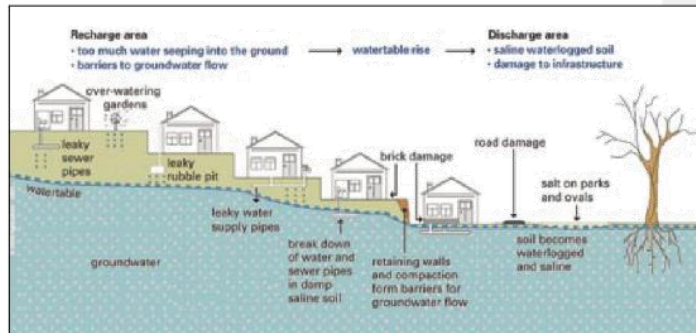 Recharge area
• too much water seeping into the ground
• barriers to groundwater flow
watertable rise
Discharge area
• saline waterlogged soil
• damage to infrastructure
over-watering
gardens
leaky
sewer
pipes
leaky
rubble pit
watertable
leaky water
supply pipes
groundwater
break down
of water and
sewer pipes
in damp
saline soil
brick damage
retaining walls
and compaction
form barriers for
groundwater flow
road damage
salt on parks
and ovals
soil becomes
waterlogged
and saline